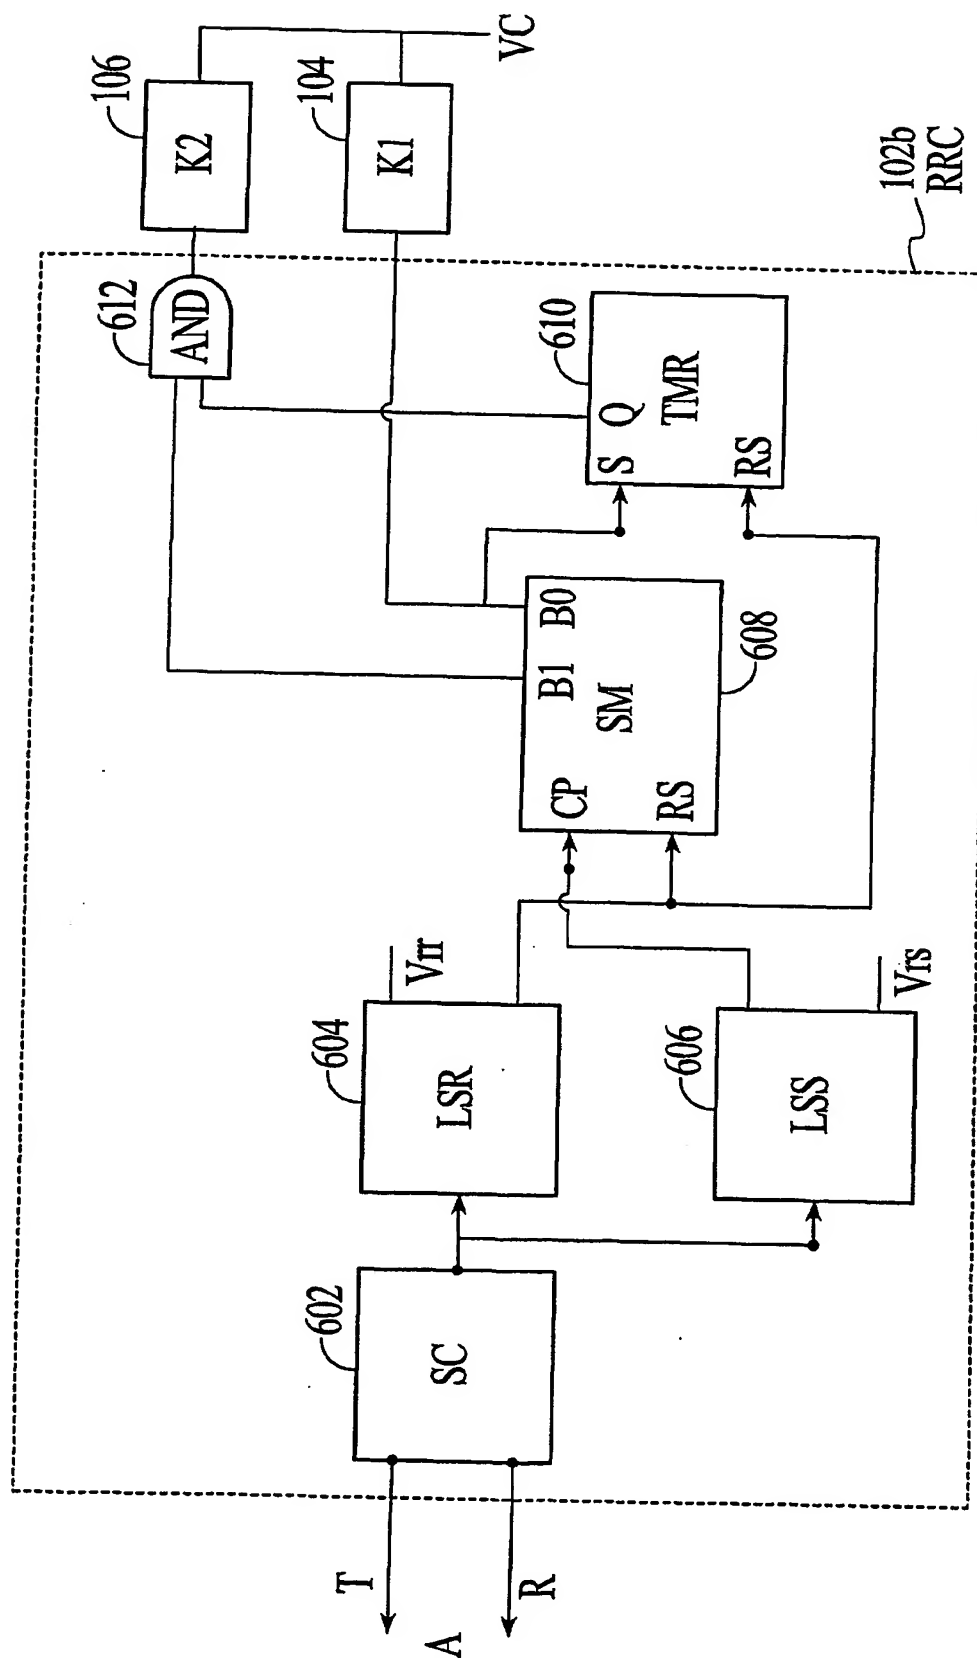 106
K2
104
K1
VC
612
AND
102b
RRC
610
S
Q
TMR
RS
B1
B0
CP
SM
RS
608
Vrr
604
LSR
Vrs
606
LSS
602
SC
T
A
R